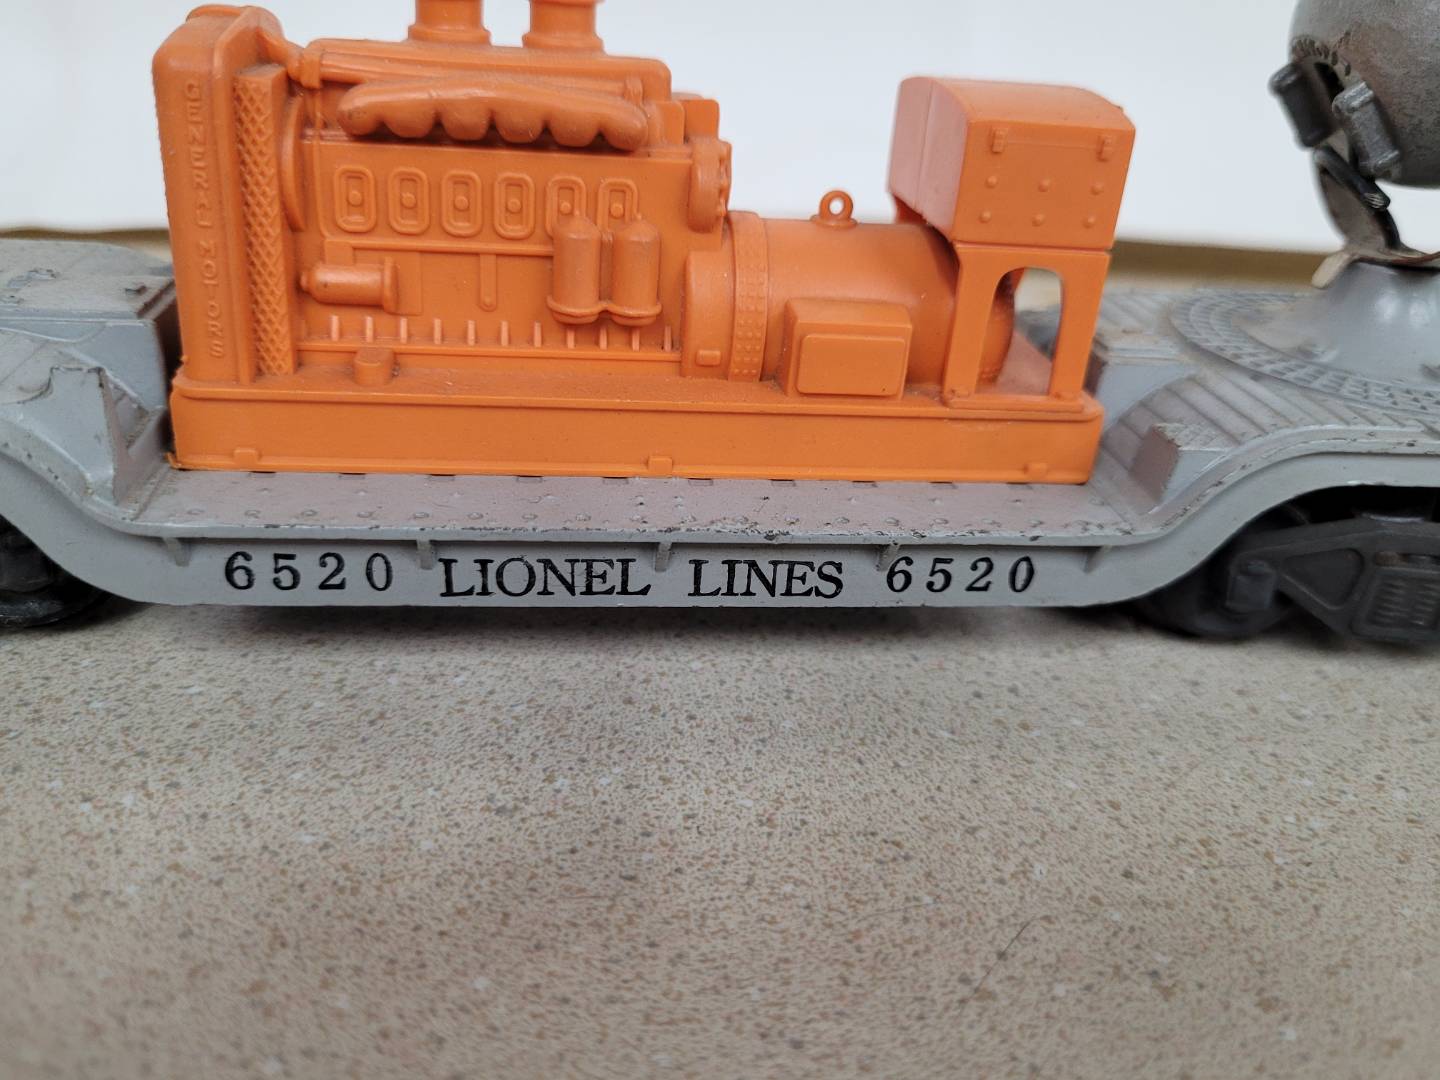 GENERAL MOTORS
6520 LIONEL LINES 6520